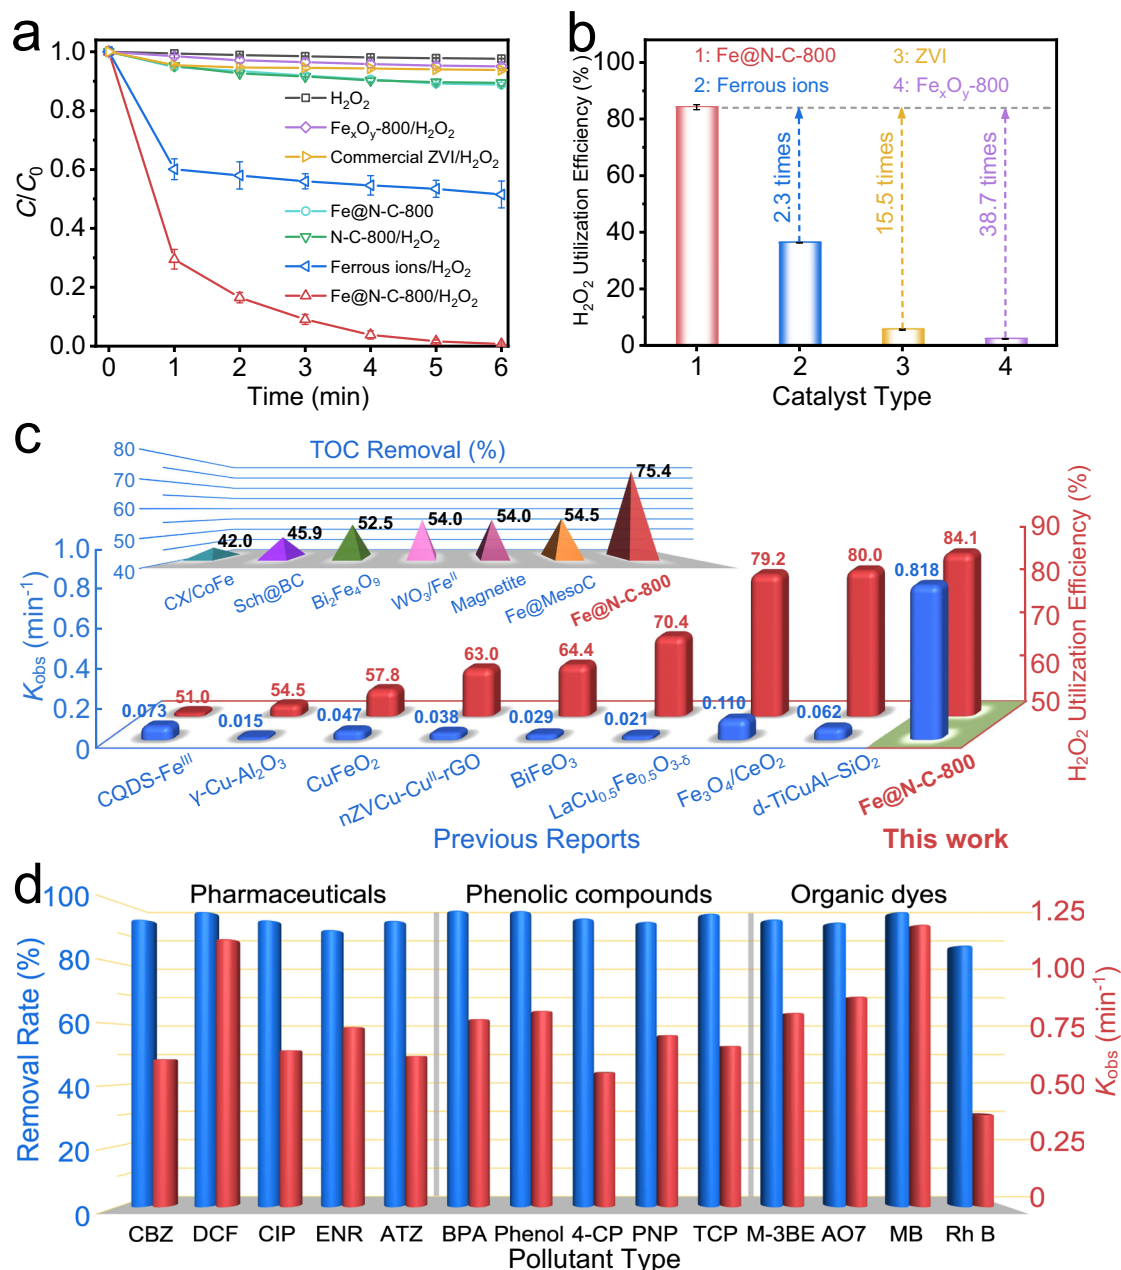 a
1.0
0.8
0.6
0.4
0.2
0.0
C/C₀
H₂O₂
FeₓOᵧ-800/H₂O₂
Commercial ZVI/H₂O₂
Fe@N-C-800
N-C-800/H₂O₂
Ferrous ions/H₂O₂
Fe@N-C-800/H₂O₂
0 1 2 3 4 5 6
Time (min)
b
100
80
60
40
20
0
H₂O₂ Utilization Efficiency (%)
1: Fe@N-C-800
3: ZVI
2: Ferrous ions
4: FeₓOᵧ-800
2.3 times
15.5 times
38.7 times
1 2 3 4
Catalyst Type
c
TOC Removal (%)
80
70
60
50
40
42.0
45.9
52.5
54.0
54.0
54.5
75.4
CX/CoFe
Sch@BC
Bi₂Fe₄O₉
WO₃/Feᴵᴵ
Magnetite
Fe@MesoC
Fe@N-C-800
1.0
0.8
0.6
0.4
0.2
0
Kobs (min⁻¹)
90
80
70
60
50
H₂O₂ Utilization Efficiency (%)
51.0
54.5
57.8
63.0
64.4
70.4
79.2
80.0
84.1
0.073
0.015
0.047
0.038
0.029
0.021
0.110
0.062
0.818
CQDS-Feᴵᴵᴵ
γ-Cu-Al₂O₃
CuFeO₂
nZVCu-Cuᴵᴵ-rGO
BiFeO₃
LaCu₀.₅Fe₀.₅O₃₋δ
Fe₃O₄/CeO₂
d-TiCuAl–SiO₂
Fe@N-C-800
Previous Reports
This work
d
Pharmaceuticals
Phenolic compounds
Organic dyes
100
80
60
40
20
0
Removal Rate (%)
1.25
1.00
0.75
0.50
0.25
0
Kobs (min⁻¹)
CBZ DCF CIP ENR ATZ BPA Phenol 4-CP PNP TCP M-3BE AO7 MB Rh B
Pollutant Type